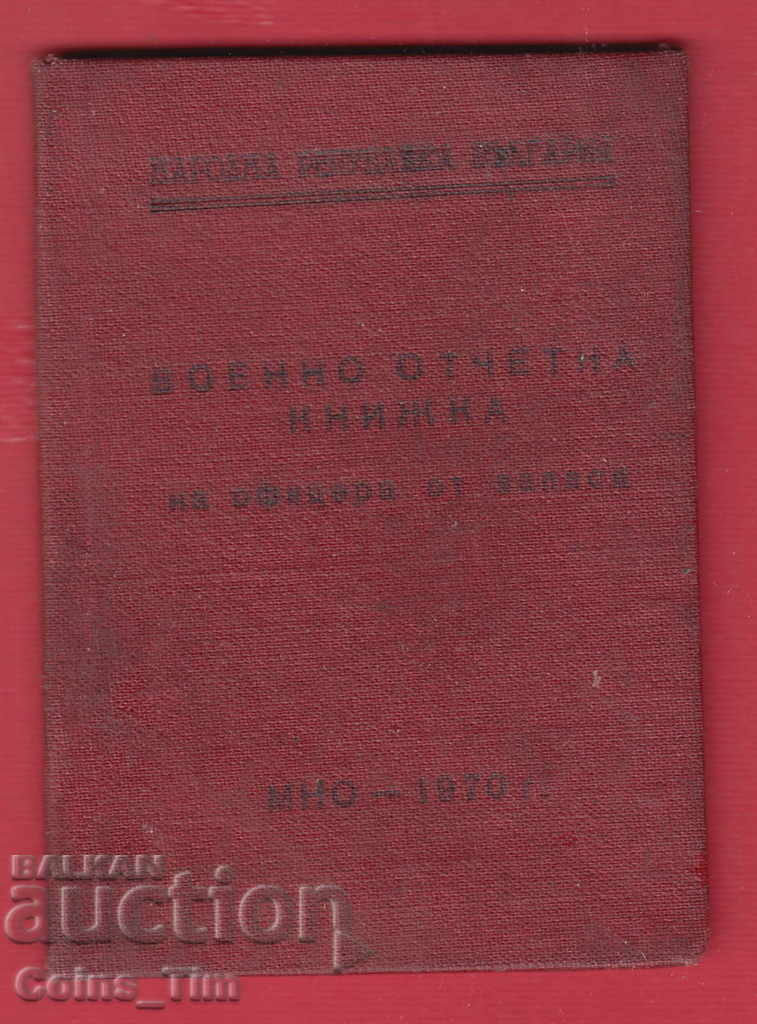 НАРОДНА РЕПУБЛИКА БЪЛГАРИЯ
ВОЕННО ОТЧЕТНА
КНИЖКА
на офицера от запаса
МНО – 1970 г.
BALKAN
auction
Coins_Tim